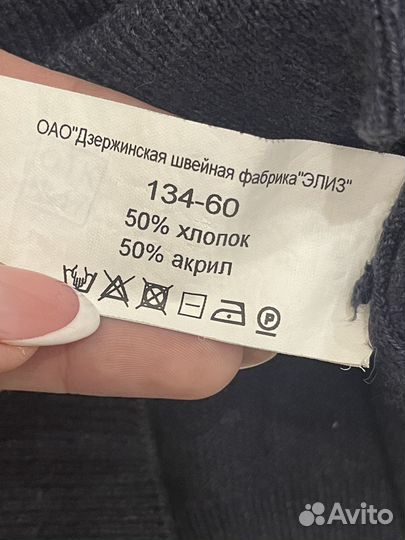 ОАО"Дзержинская швейная фабрика"ЭЛИЗ"
134-60
50% хлопок
50% акрил
P
Avito